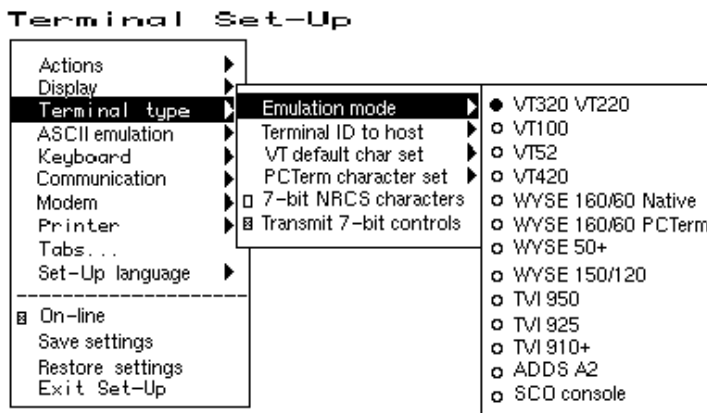 Terminal Set-Up
Actions
Display
Terminal type
ASCII emulation
Keyboard
Communication
Modem
Printer
Tabs...
Set-Up language
On-line
Save settings
Restore settings
Exit Set-Up
Emulation mode
Terminal ID to host
VT default char set
PCTerm character set
7-bit NRCS characters
Transmit 7-bit controls
VT320 VT220
VT100
VT52
VT420
WYSE 160/60 Native
WYSE 160/60 PCTerm
WYSE 50+
WYSE 150/120
TVI 950
TVI 925
TVI 910+
ADDS A2
SCO console